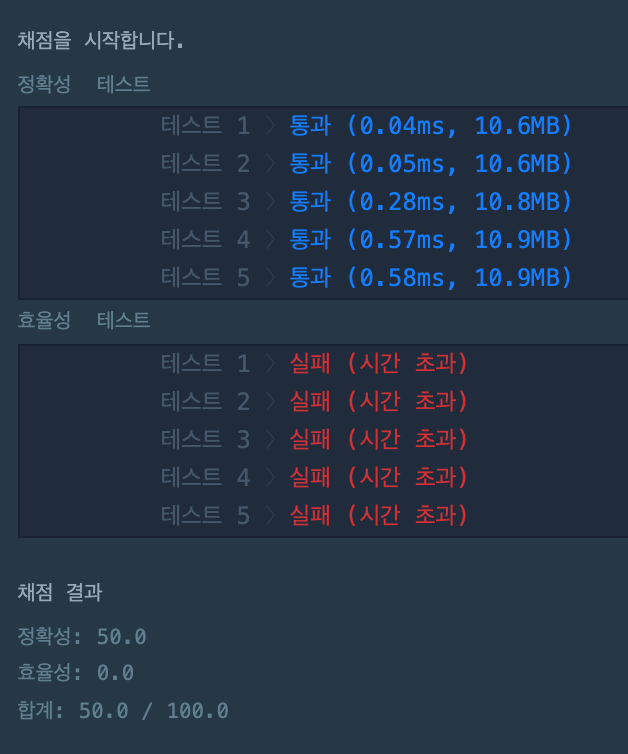 채점을 시작합니다.
정확성 테스트
테스트 1 〉 통과 (0.04ms, 10.6MB)
테스트 2 〉 통과 (0.05ms, 10.6MB)
테스트 3 〉 통과 (0.28ms, 10.8MB)
테스트 4 〉 통과 (0.57ms, 10.9MB)
테스트 5 〉 통과 (0.58ms, 10.9MB)
효율성 테스트
테스트 1 〉 실패 (시간 초과)
테스트 2 〉 실패 (시간 초과)
테스트 3 〉 실패 (시간 초과)
테스트 4 〉 실패 (시간 초과)
테스트 5 〉 실패 (시간 초과)
채점 결과
정확성: 50.0
효율성: 0.0
합계: 50.0 / 100.0